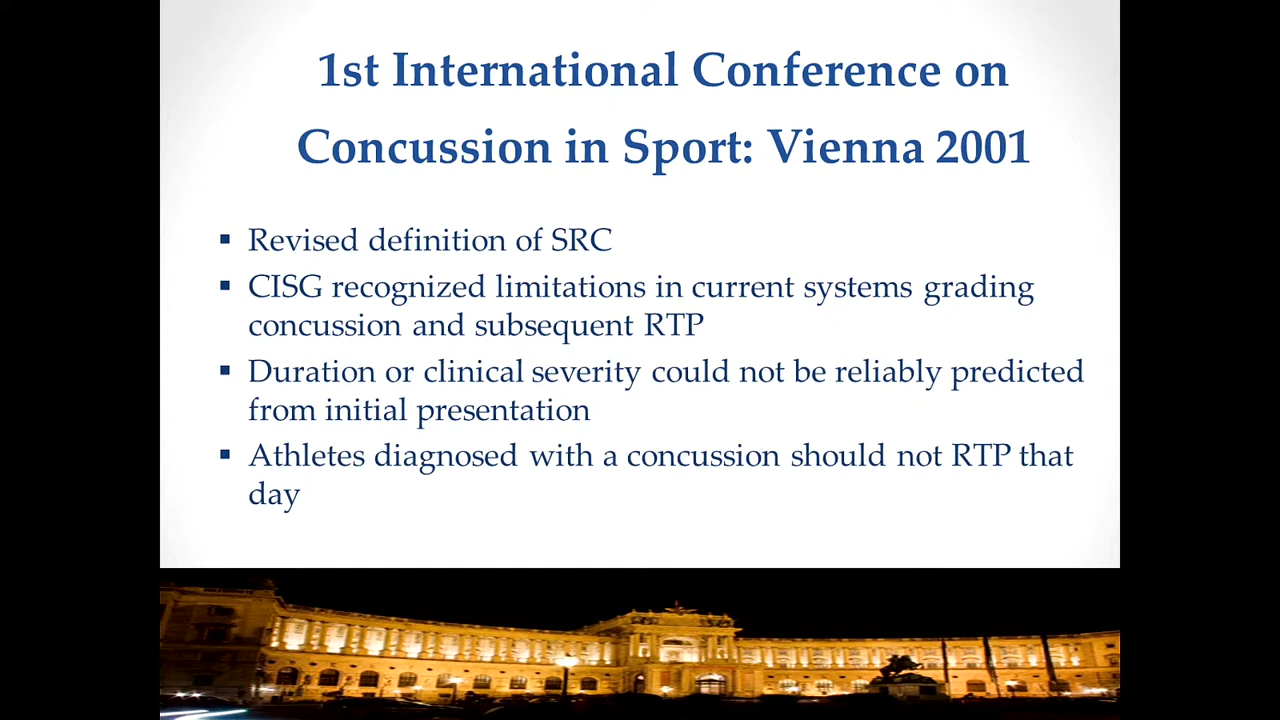 1st International Conference on
Concussion in Sport: Vienna 2001
▪ Revised definition of SRC
▪ CISG recognized limitations in current systems grading
concussion and subsequent RTP
▪ Duration or clinical severity could not be reliably predicted
from initial presentation
▪ Athletes diagnosed with a concussion should not RTP that
day